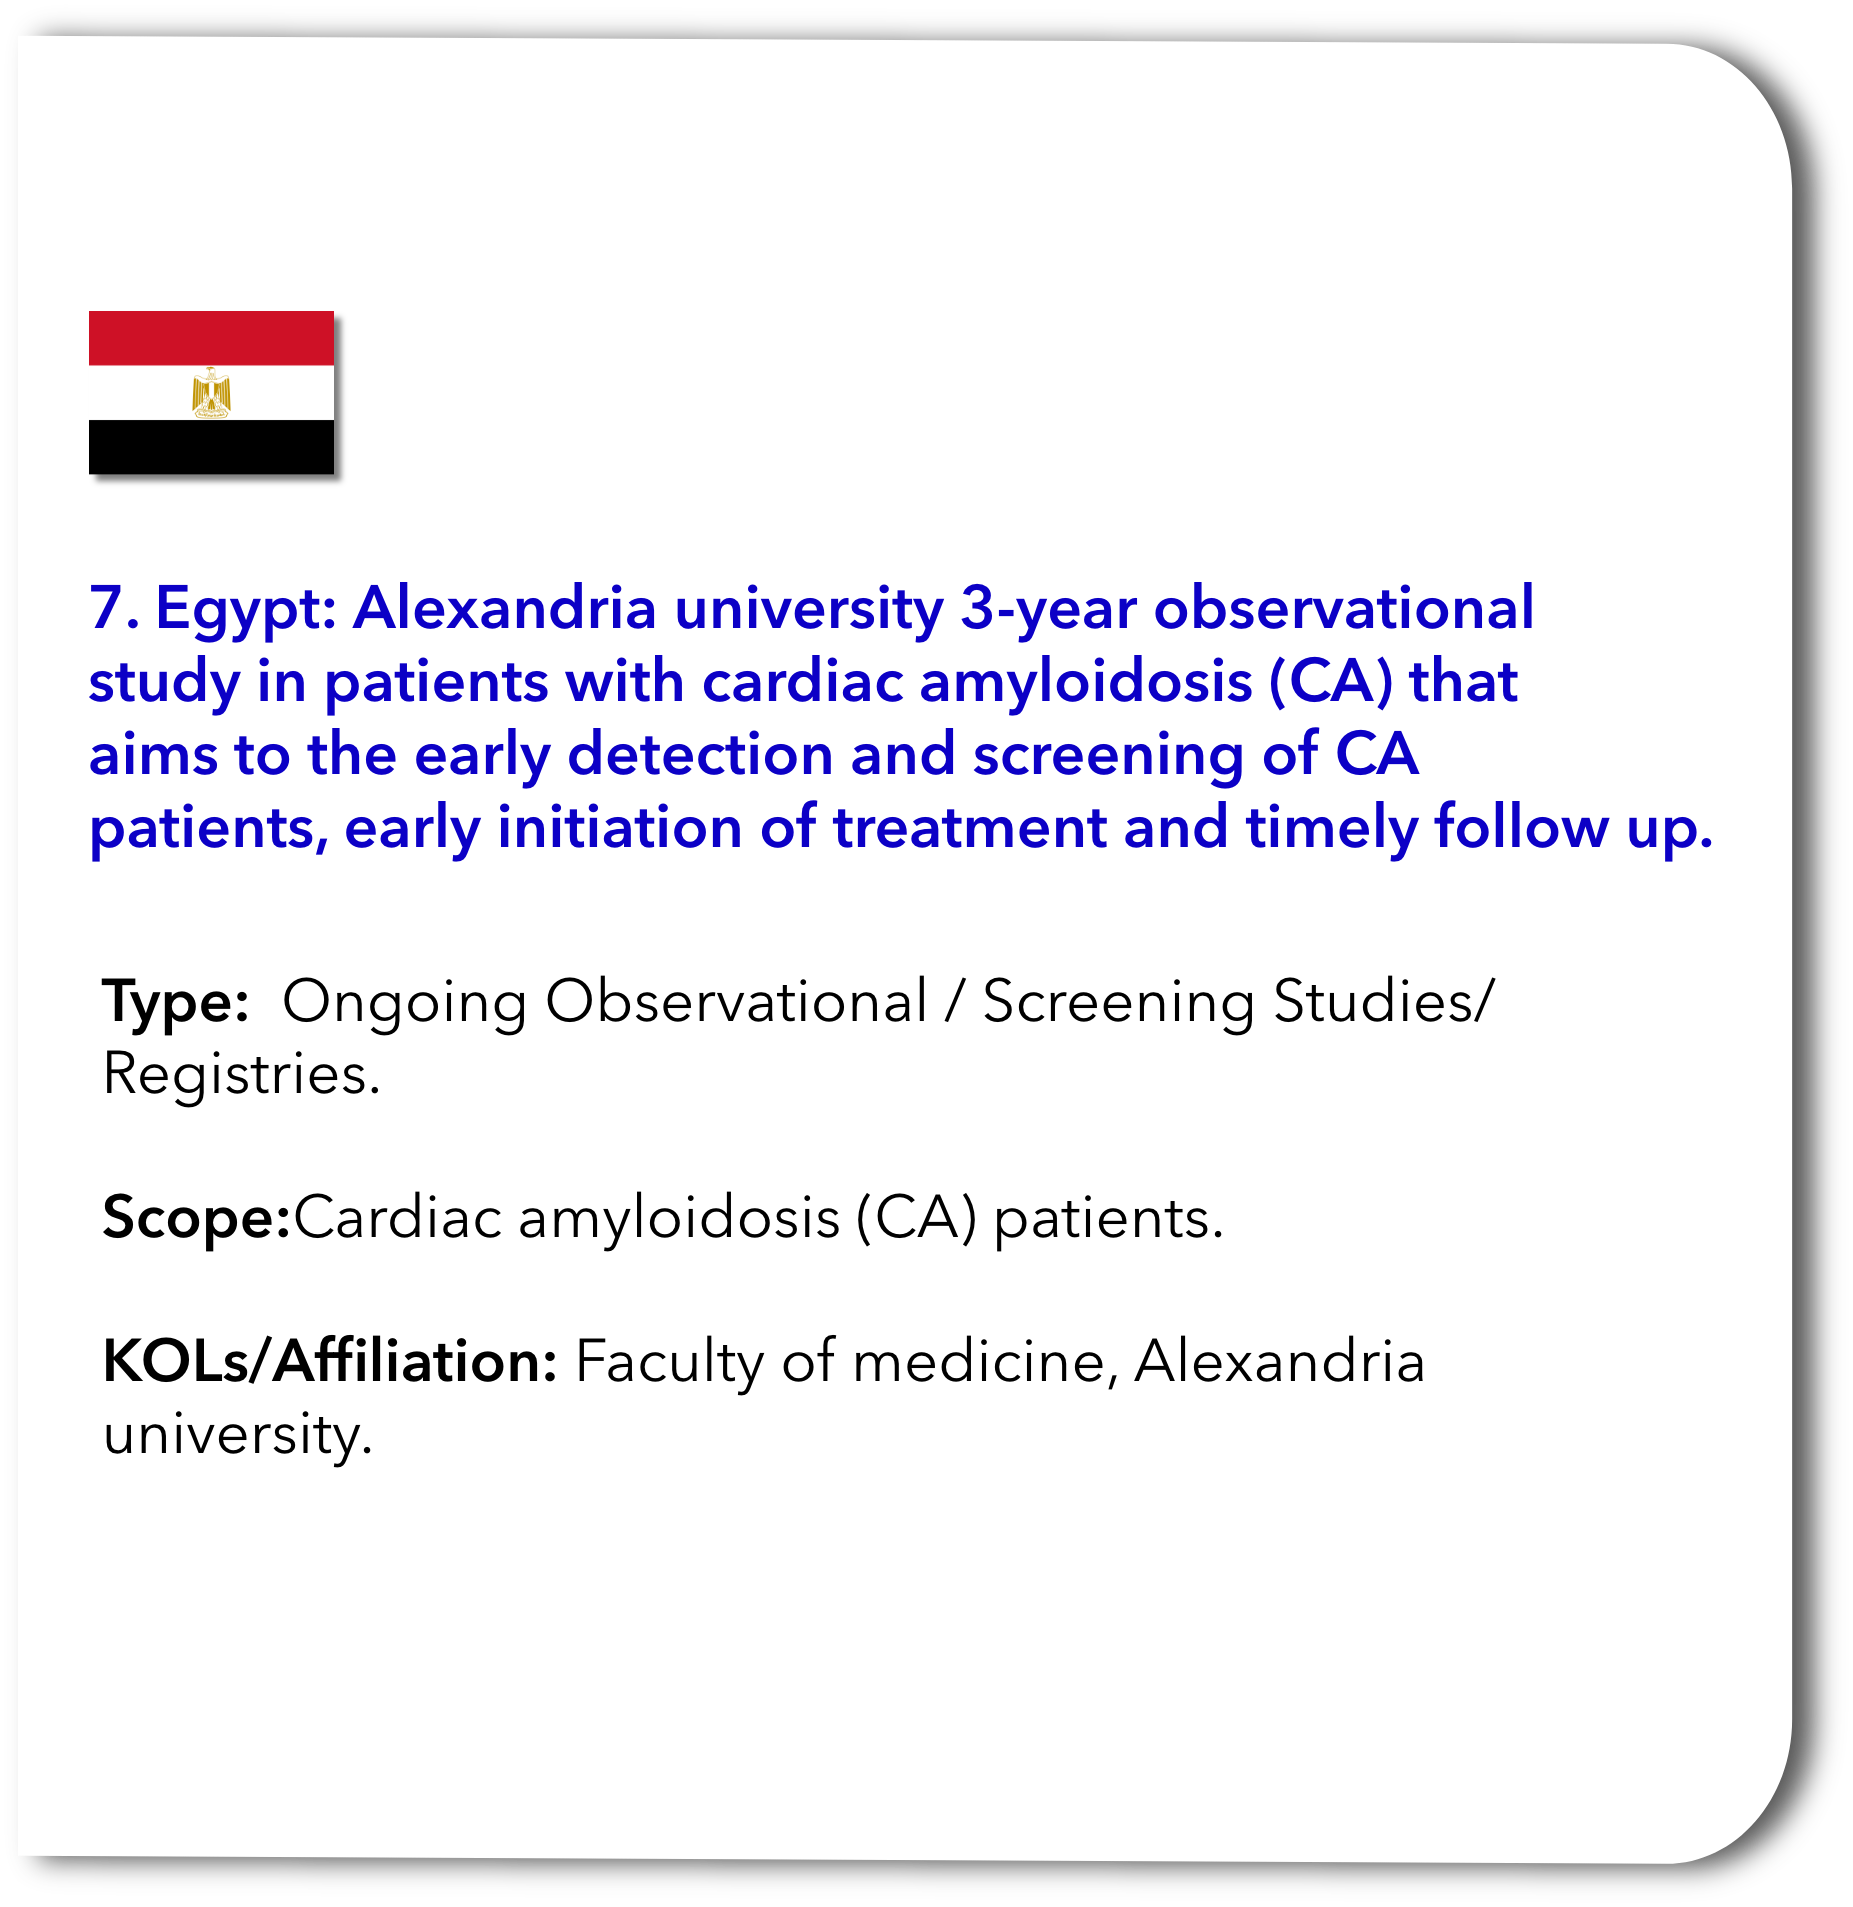 7. Egypt: Alexandria university 3-year observational
study in patients with cardiac amyloidosis (CA) that
aims to the early detection and screening of CA
patients, early initiation of treatment and timely follow up.
Type: Ongoing Observational / Screening Studies/
Registries.
Scope:Cardiac amyloidosis (CA) patients.
KOLs/Affiliation: Faculty of medicine, Alexandria
university.